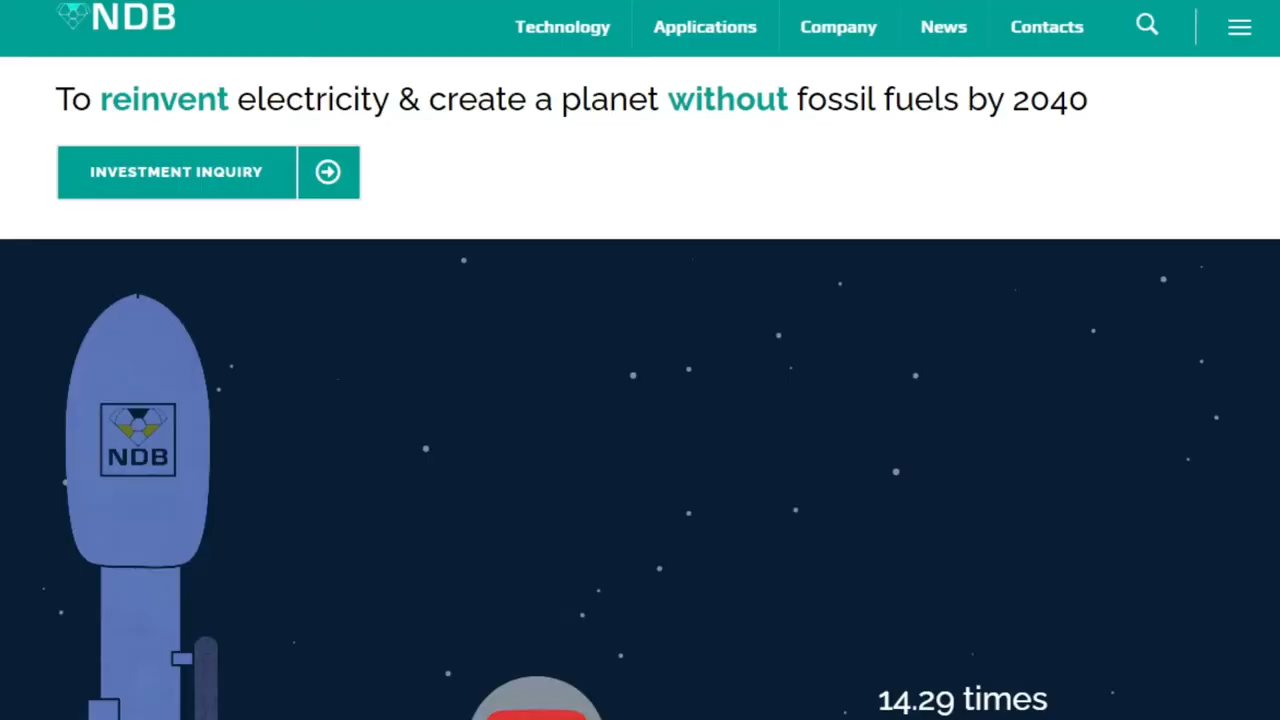 NDB
Technology Applications Company News Contacts
To reinvent electricity & create a planet without fossil fuels by 2040
INVESTMENT INQUIRY
NDB
14.29 times